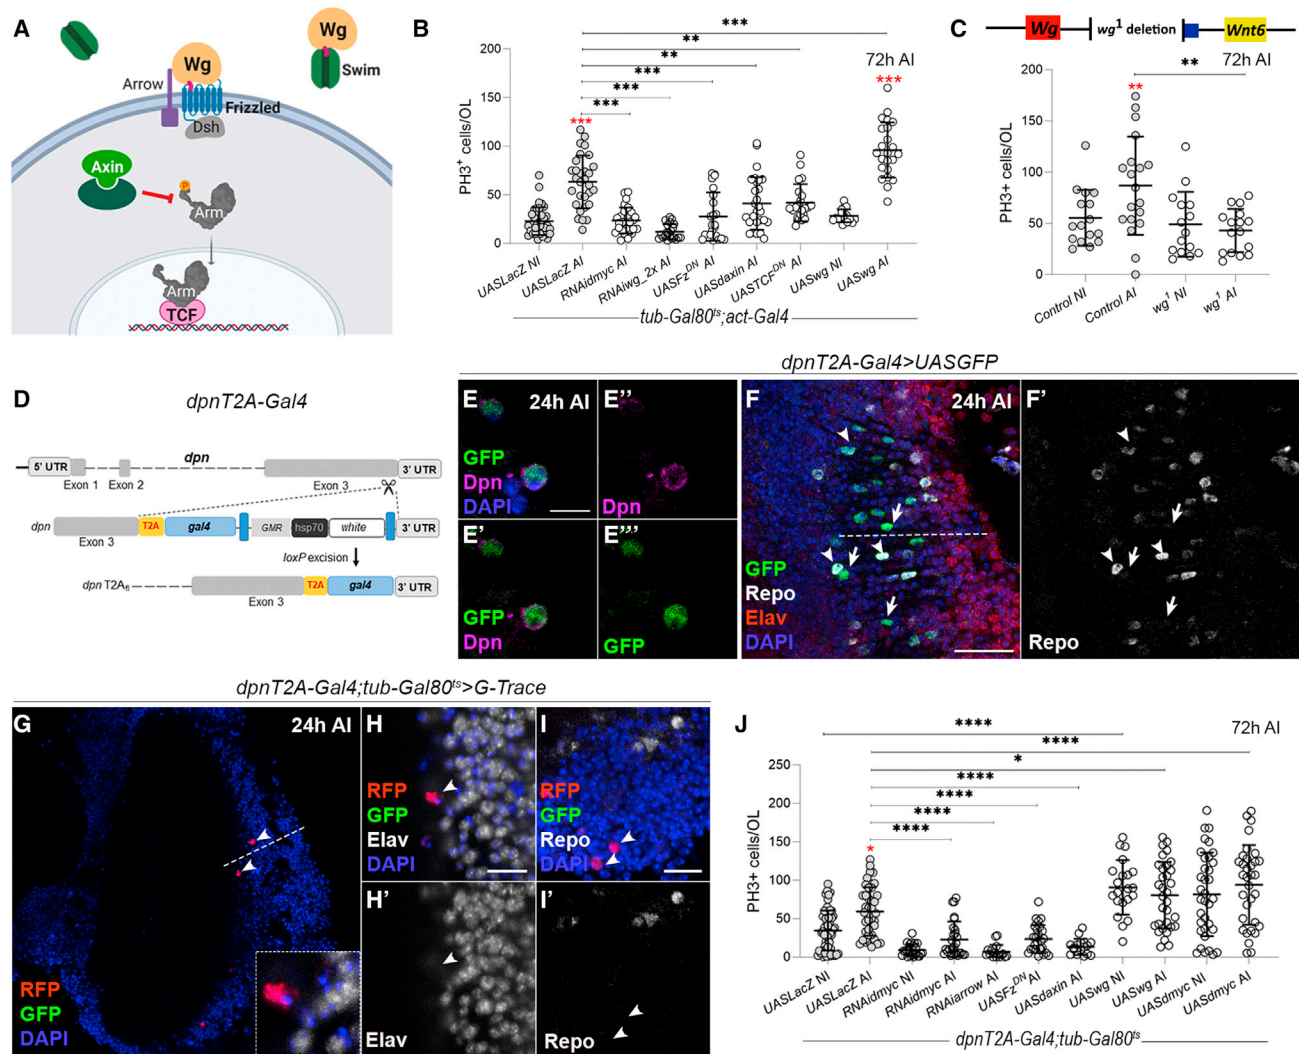 A
Wg
Wg
Swim
Arrow
Frizzled
Dsh
Axin
P
Arm
Arm
TCF
B
72h AI
***
**
**
***
***
***
***
***
PH3+ cells/OL
200
150
100
50
0
UASLacZ NI
UASLacZ AI
RNAidmyc AI
RNAiwg_2x AI
UASFzDN AI
UASdaxin AI
USTCFDN AI
UASwg NI
UASwg AI
tub-Gal80ts;act-Gal4
C
Wg
wg1 deletion
Wnt6
72h AI
**
**
PH3+ cells/OL
200
150
100
50
0
Control NI
Control AI
wg1 NI
wg1 AI
D
dpnT2A-Gal4
5' UTR
dpn
3' UTR
Exon 1
Exon 2
Exon 3
dpn
T2A
gal4
GMR
hsp70
white
3' UTR
Exon 3
loxP excision
dpn T2Afl
T2A
gal4
3' UTR
Exon 3
dpnT2A-Gal4>UASGFP
E
24h AI
GFP
Dpn
DAPI
E''
Dpn
E'
GFP
Dpn
E'''
GFP
F
24h AI
GFP
Repo
Elav
DAPI
F'
Repo
dpnT2A-Gal4;tub-Gal80ts>G-Trace
G
24h AI
RFP
GFP
DAPI
H
RFP
GFP
Elav
DAPI
H'
Elav
I
RFP
GFP
Repo
DAPI
I'
Repo
J
72h AI
****
****
*
****
****
****
****
*
PH3+ cells/OL
250
200
150
100
50
0
UASLacZ NI
UASLacZ AI
RNAidmyc NI
RNAidmyc AI
RNAiarrow AI
UASFzDN AI
UASdaxin AI
UASwg NI
UASwg AI
UASdmyc NI
UASdmyc AI
dpnT2A-Gal4;tub-Gal80ts